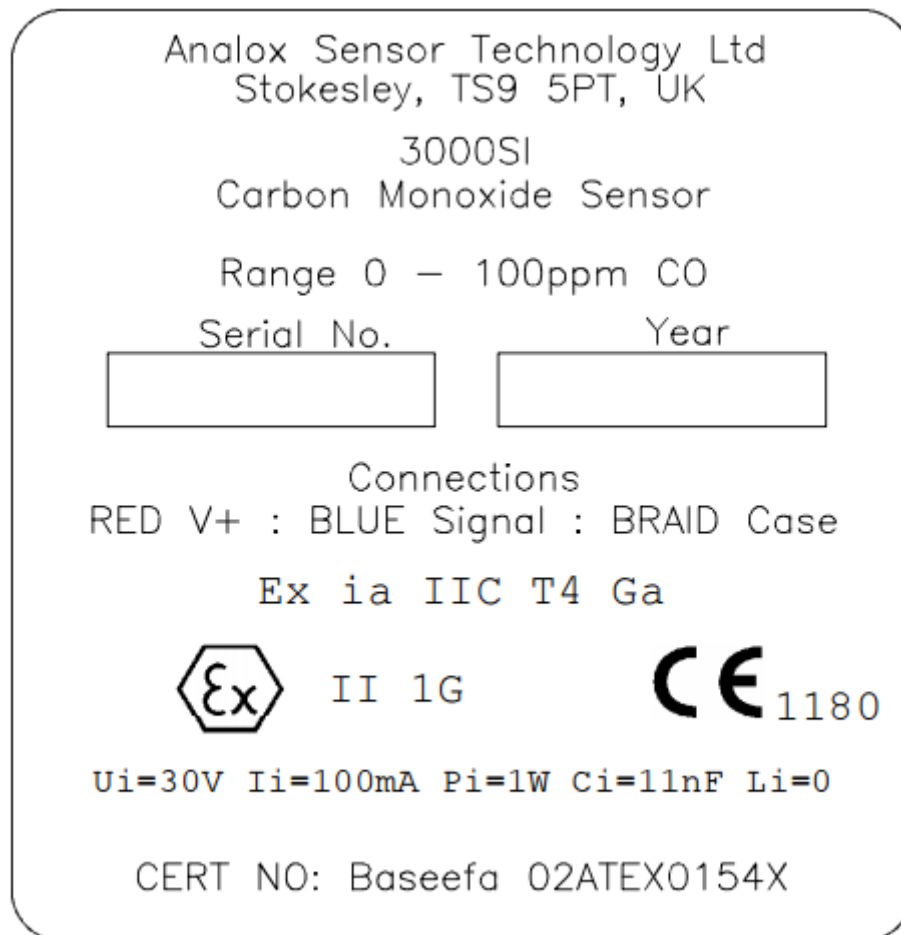 Analox Sensor Technology Ltd
Stokesley, TS9 5PT, UK
3000SI
Carbon Monoxide Sensor
Range 0 – 100ppm CO
Serial No. Year
Connections
RED V+ : BLUE Signal : BRAID Case
Ex ia IIC T4 Ga
Ex II 1G CE 1180
Ui=30V Ii=100mA Pi=1W Ci=11nF Li=0
CERT NO: Baseefa 02ATEX0154X